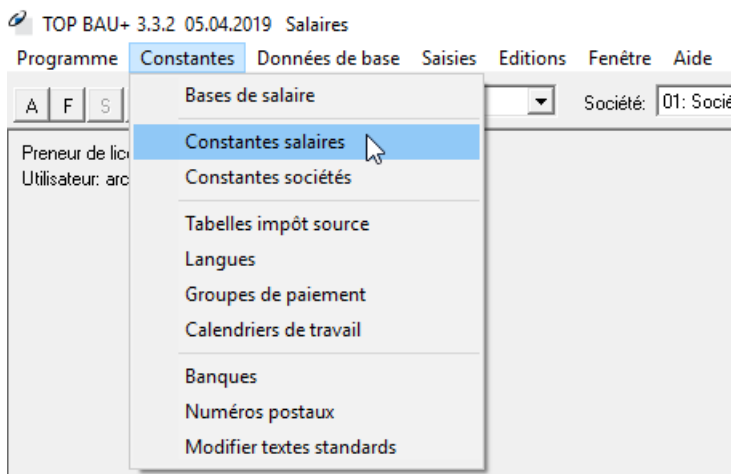 TOP BAU+ 3.3.2 05.04.2019 Salaires
Programme Constantes Données de base Saisies Editions Fenêtre Aide
A F S Société: 01: Socié
Bases de salaire
Constantes salaires
Constantes sociétés
Preneur de lic
Utilisateur: arc
Tabelles impôt source
Langues
Groupes de paiement
Calendriers de travail
Banques
Numéros postaux
Modifier textes standards